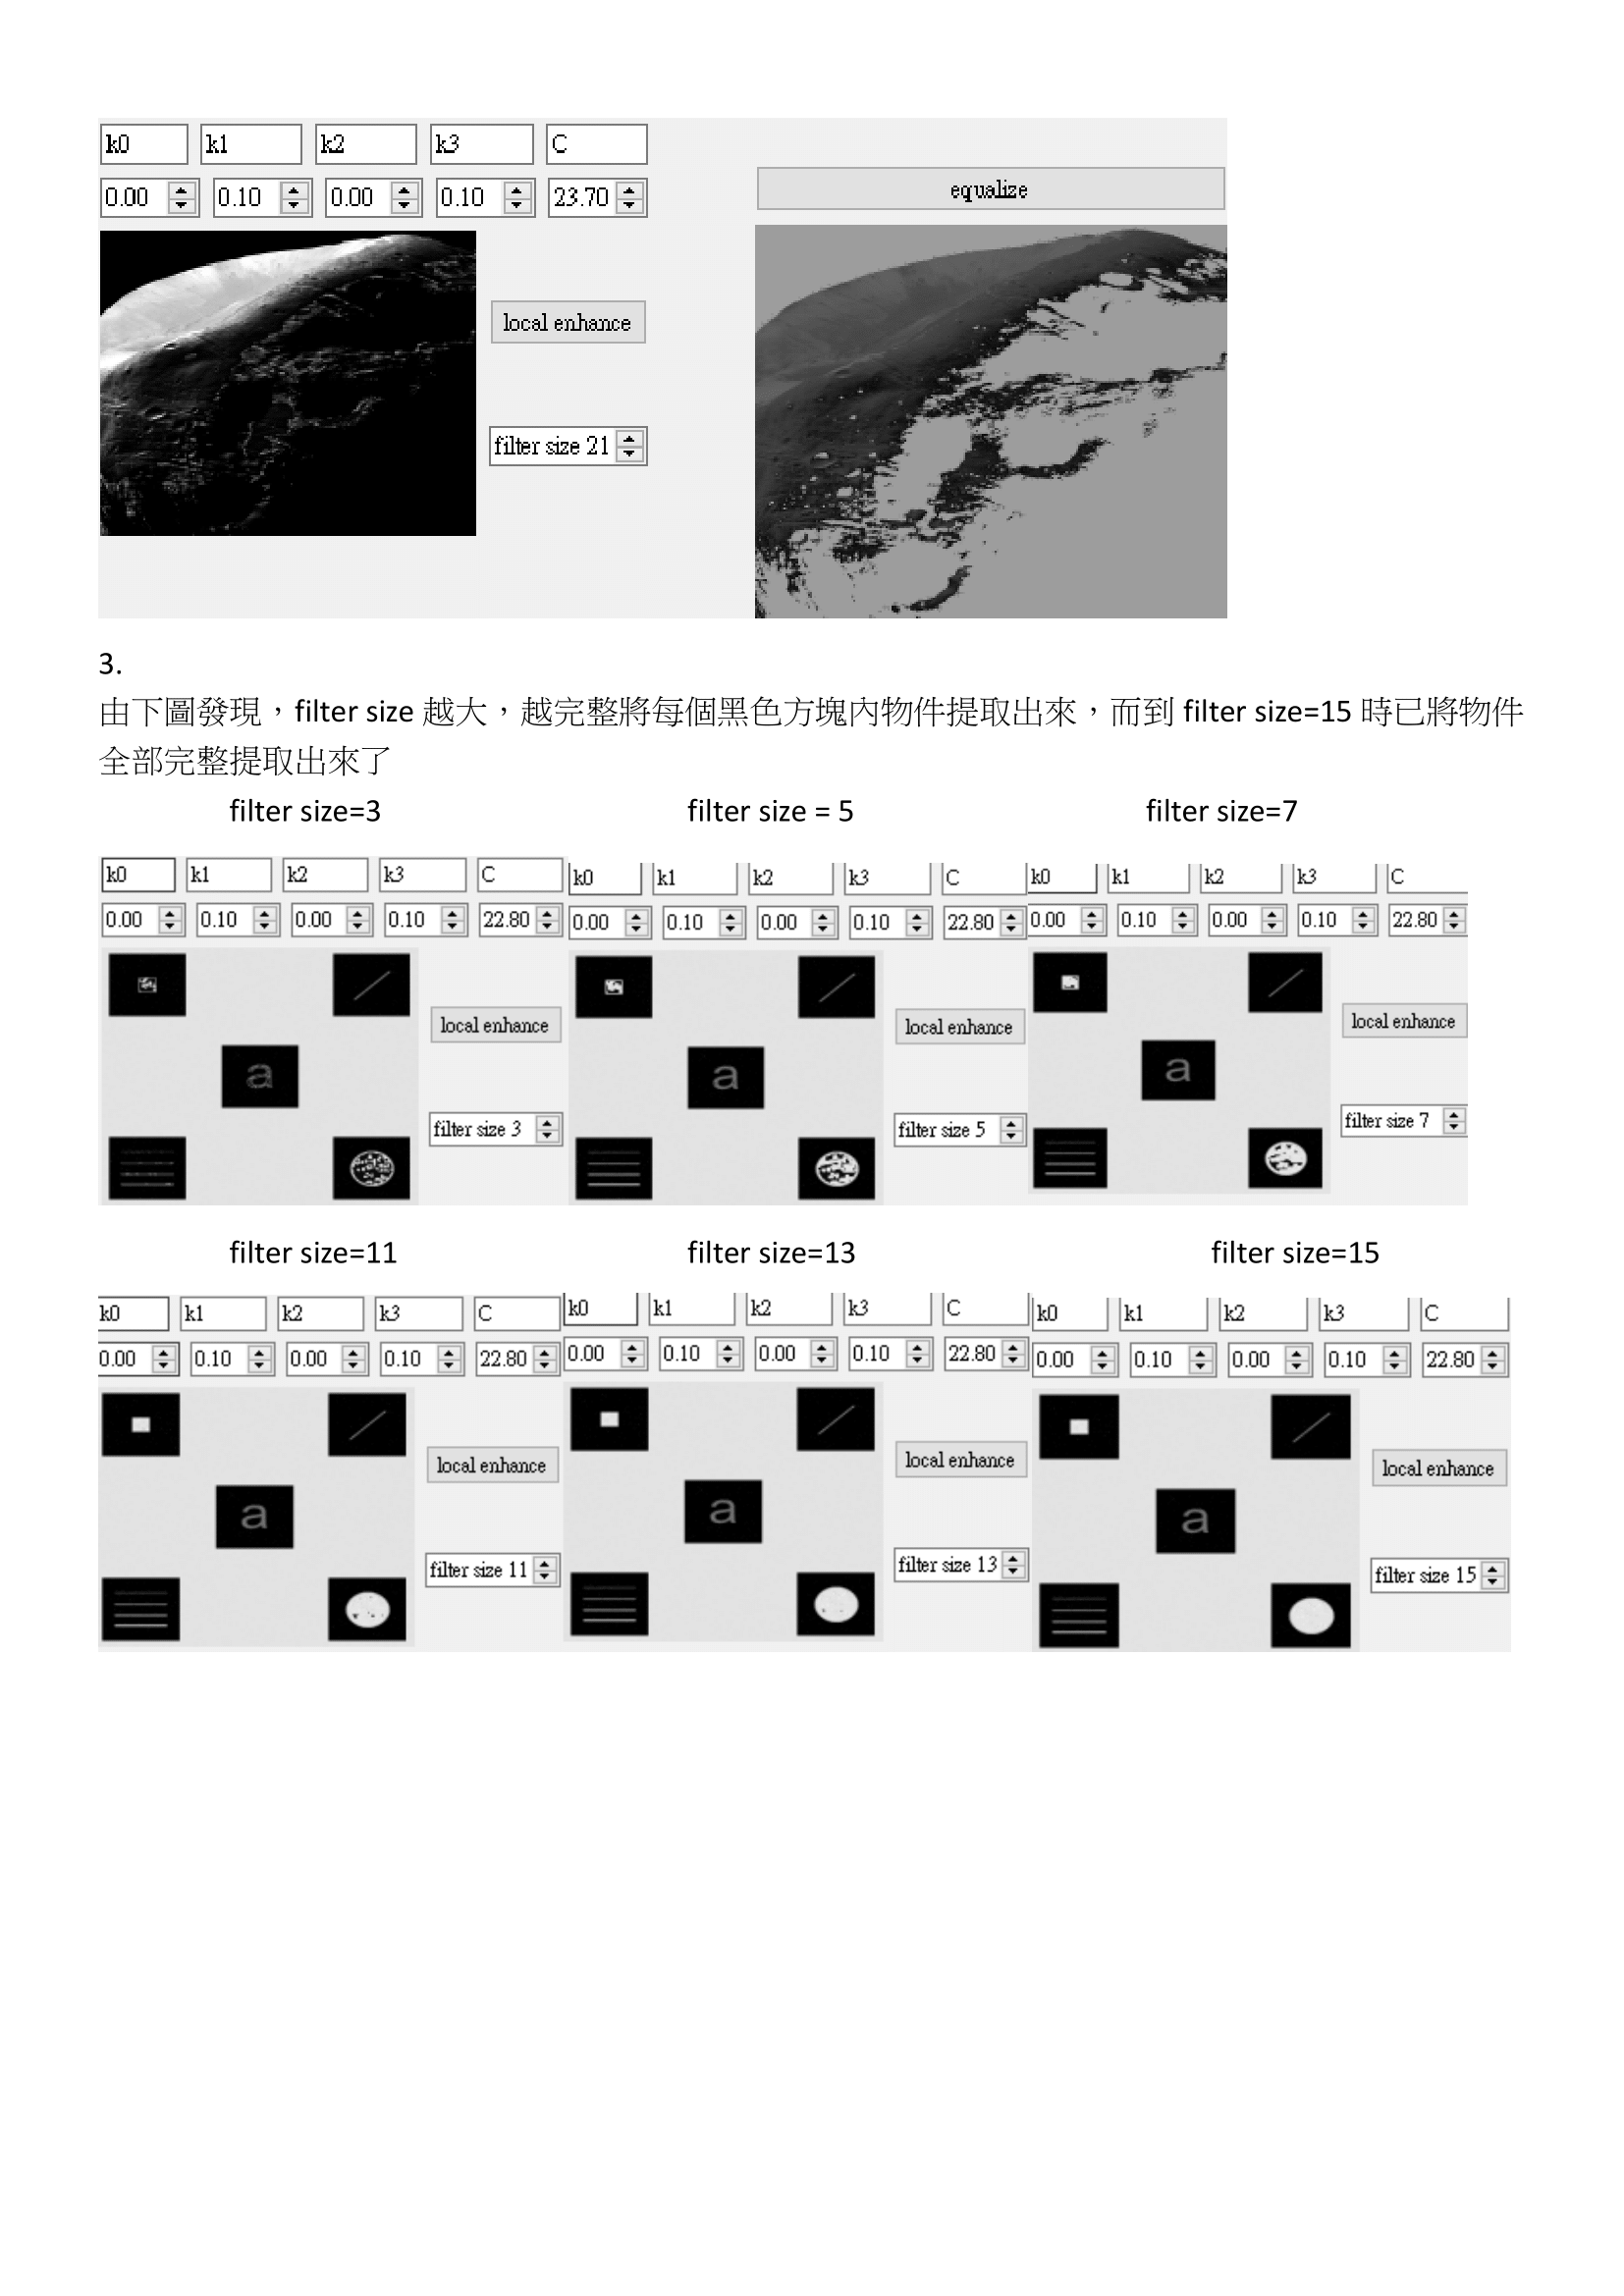 k0 k1 k2 k3 C
0.00 0.10 0.00 0.10 23.70
equalize
local enhance
filter size 21
3.
由下圖發現，filter size 越大，越完整將每個黑色方塊內物件提取出來，而到 filter size=15 時已將物件
全部完整提取出來了
filter size=3 filter size = 5 filter size=7
k0 k1 k2 k3 C k0 k1 k2 k3 C k0 k1 k2 k3 C
0.00 0.10 0.00 0.10 22.80 0.00 0.10 0.00 0.10 22.80 0.00 0.10 0.00 0.10 22.80
local enhance local enhance local enhance
a a a
filter size 3 filter size 5 filter size 7
filter size=11 filter size=13 filter size=15
k0 k1 k2 k3 C k0 k1 k2 k3 C k0 k1 k2 k3 C
0.00 0.10 0.00 0.10 22.80 0.00 0.10 0.00 0.10 22.80 0.00 0.10 0.00 0.10 22.80
local enhance local enhance local enhance
a a a
filter size 11 filter size 13 filter size 15